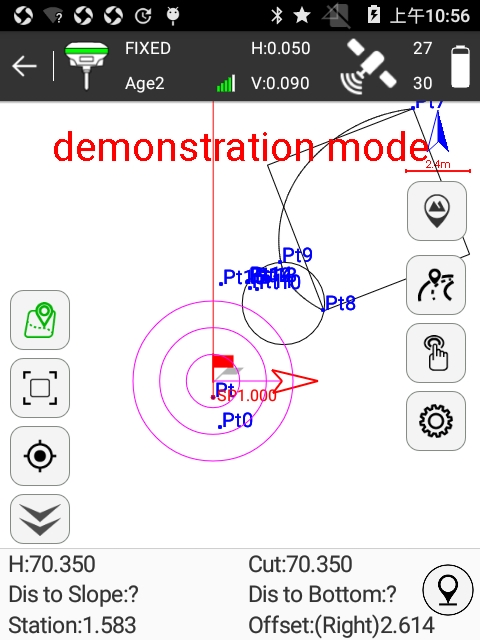 上午10:56
FIXED H:0.050 27
Age2 V:0.090 30
Pt7
demonstration mode
2.4m
Pt9
Pt8
Pt
SP1.000
Pt0
H:70.350 Cut:70.350
Dis to Slope:? Dis to Bottom:?
Station:1.583 Offset:(Right)2.614